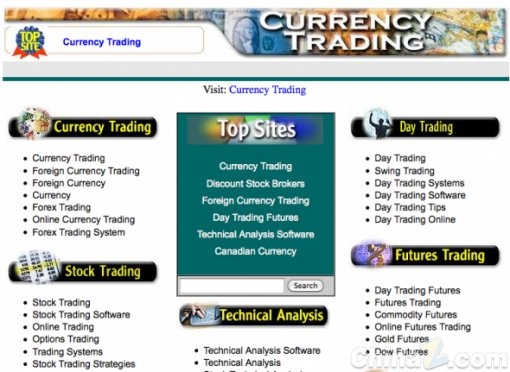 CURRENCY
TRADING
TOP
SITE
Currency Trading
Visit: Currency Trading
Currency Trading
Currency Trading
Foreign Currency Trading
Foreign Currency
Currency
Forex Trading
Online Currency Trading
Forex Trading System
Stock Trading
Stock Trading
Stock Trading Software
Online Trading
Options Trading
Trading Systems
Stock Trading Strategies
Top Sites
Currency Trading
Discount Stock Brokers
Foreign Currency Trading
Day Trading Futures
Technical Analysis Software
Canadian Currency
Search
Technical Analysis
Technical Analysis Software
Technical Analysis
Day Trading
Day Trading
Swing Trading
Day Trading Systems
Day Trading Software
Day Trading Tips
Day Trading Online
Futures Trading
Day Trading Futures
Futures Trading
Commodity Futures
Online Futures Trading
Gold Futures
Dow Futures